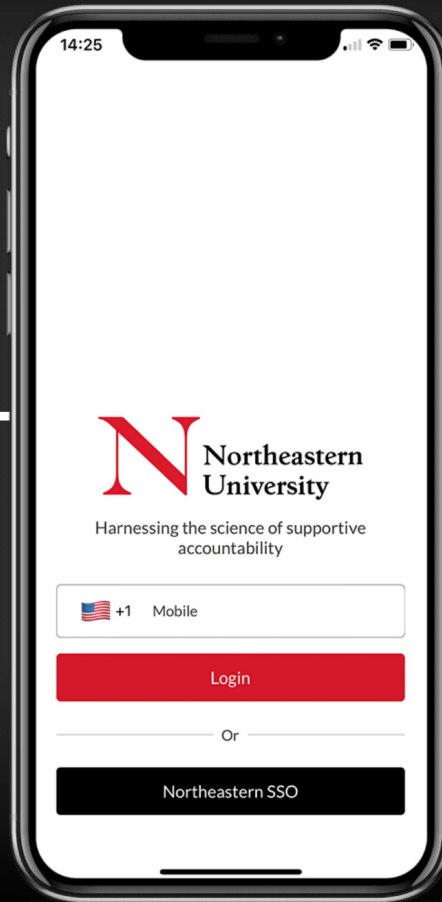 14:25
N
Northeastern
University
Harnessing the science of supportive
accountability
+1 Mobile
Login
Or
Northeastern SSO